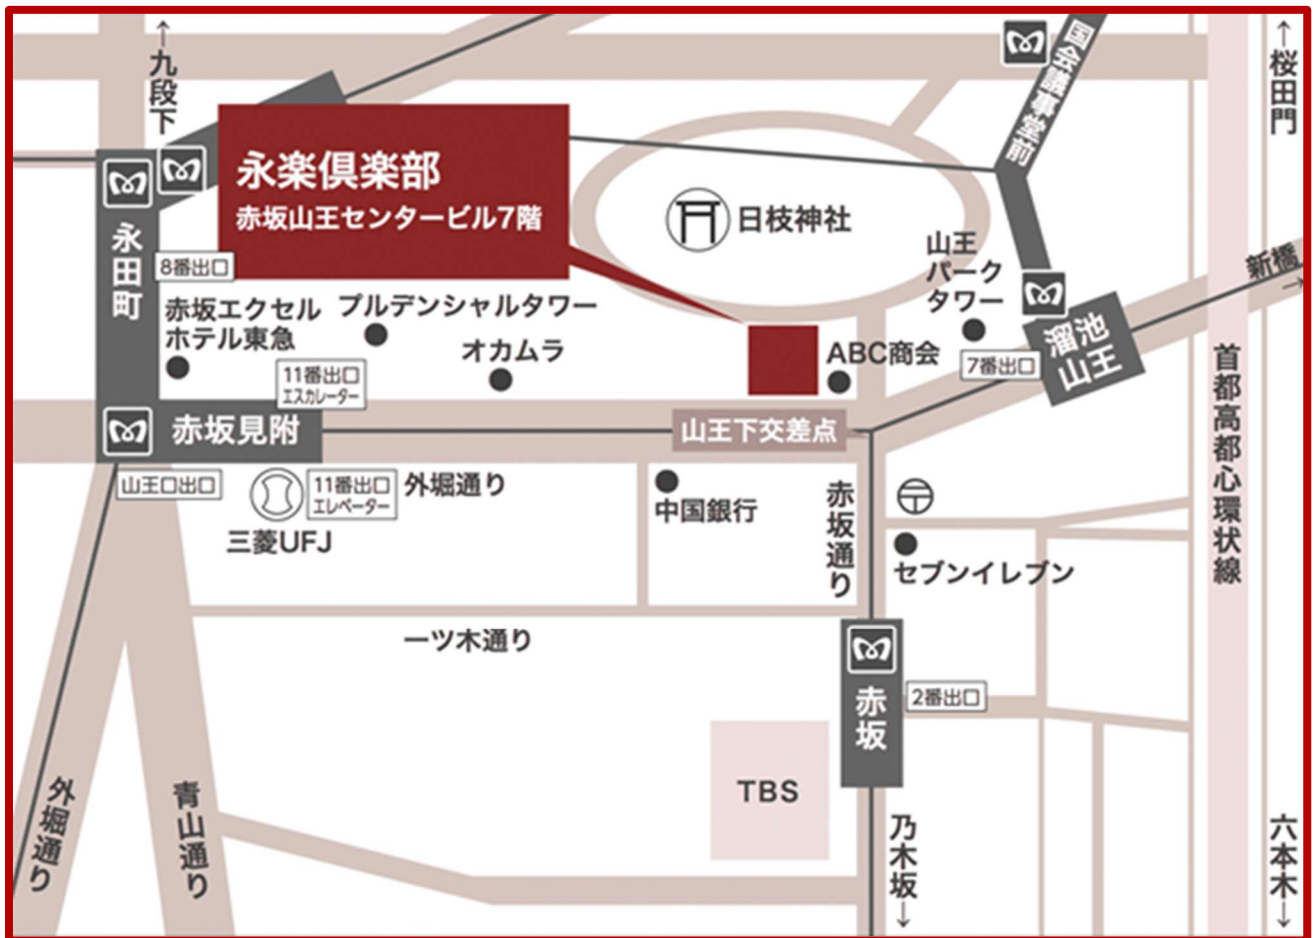 ↑九段下
国会議事堂前
↑桜田門
永楽倶楽部
赤坂山王センタービル7階
日枝神社
永田町
8番出口
山王
パーク
タワー
新橋
→
赤坂エクセル
ホテル東急
プルデンシャルタワー
オカムラ
溜池
山王
11番出口
エスカレーター
ABC商会
7番出口
首都高都心環状線
赤坂見附
山王下交差点
山王口出口
11番出口
エレベーター
外堀通り
三菱UFJ
中国銀行
赤坂通り
〒
セブンイレブン
一ツ木通り
赤坂
2番出口
TBS
外堀通り
青山通り
乃木坂↓
六本木↓